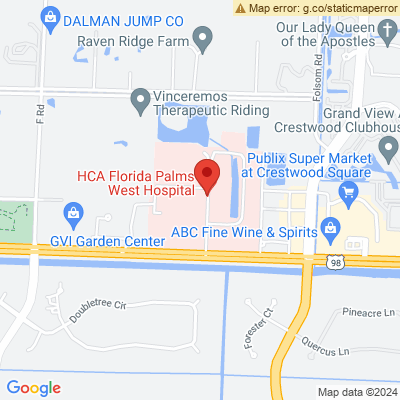 Map error: g.co/staticmaperror
DALMAN JUMP CO
Raven Ridge Farm
Our Lady Queen
of the Apostles
Folsom Rd
F Rd
Vinceremos
Therapeutic Riding
Grand View A
Crestwood Clubhouse
HCA Florida Palms
West Hospital
Publix Super Market
at Crestwood Square
GVI Garden Center
ABC Fine Wine & Spirits
98
Doubletree Cir
Forester Ct
Pineacre Ln
Quercus Ln
Google
Map data ©2024